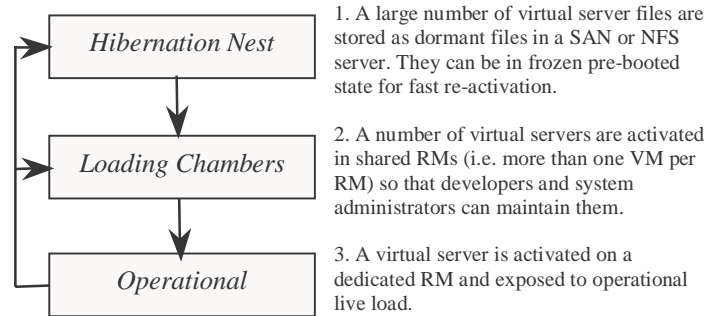 Hibernation Nest
1. A large number of virtual server files are
stored as dormant files in a SAN or NFS
server. They can be in frozen pre-booted
state for fast re-activation.
Loading Chambers
2. A number of virtual servers are activated
in shared RMs (i.e. more than one VM per
RM) so that developers and system
administrators can maintain them.
Operational
3. A virtual server is activated on a
dedicated RM and exposed to operational
live load.